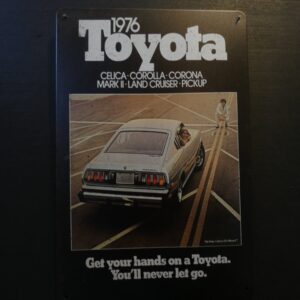 1976
Toyota
CELICA·COROLLA·CORONA
MARK II·LAND CRUISER·PICKUP
Get your hands on a Toyota.
You'll never let go.